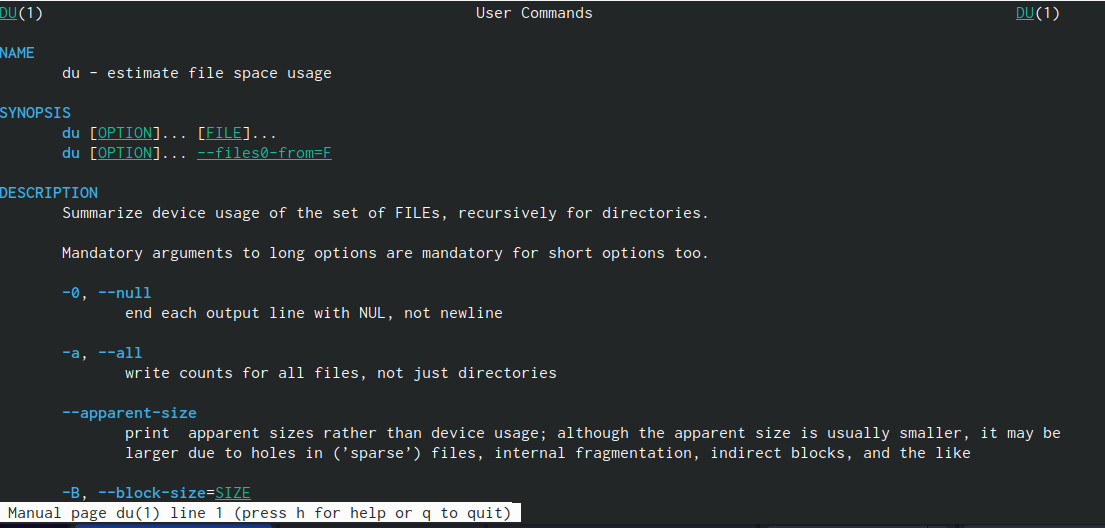 DU(1) User Commands DU(1)
NAME
du - estimate file space usage
SYNOPSIS
du [OPTION]... [FILE]...
du [OPTION]... --files0-from=F
DESCRIPTION
Summarize device usage of the set of FILEs, recursively for directories.
Mandatory arguments to long options are mandatory for short options too.
-0, --null
end each output line with NUL, not newline
-a, --all
write counts for all files, not just directories
--apparent-size
print  apparent sizes rather than device usage; although the apparent size is usually smaller, it may be
larger due to holes in (’sparse’) files, internal fragmentation, indirect blocks, and the like
-B, --block-size=SIZE
Manual page du(1) line 1 (press h for help or q to quit)